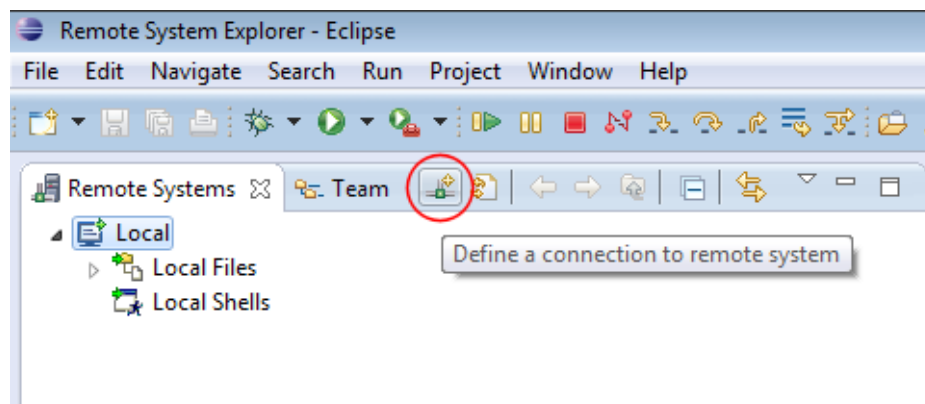 Remote System Explorer - Eclipse
File Edit Navigate Search Run Project Window Help
Remote Systems Team
Local
Define a connection to remote system
Local Files
Local Shells